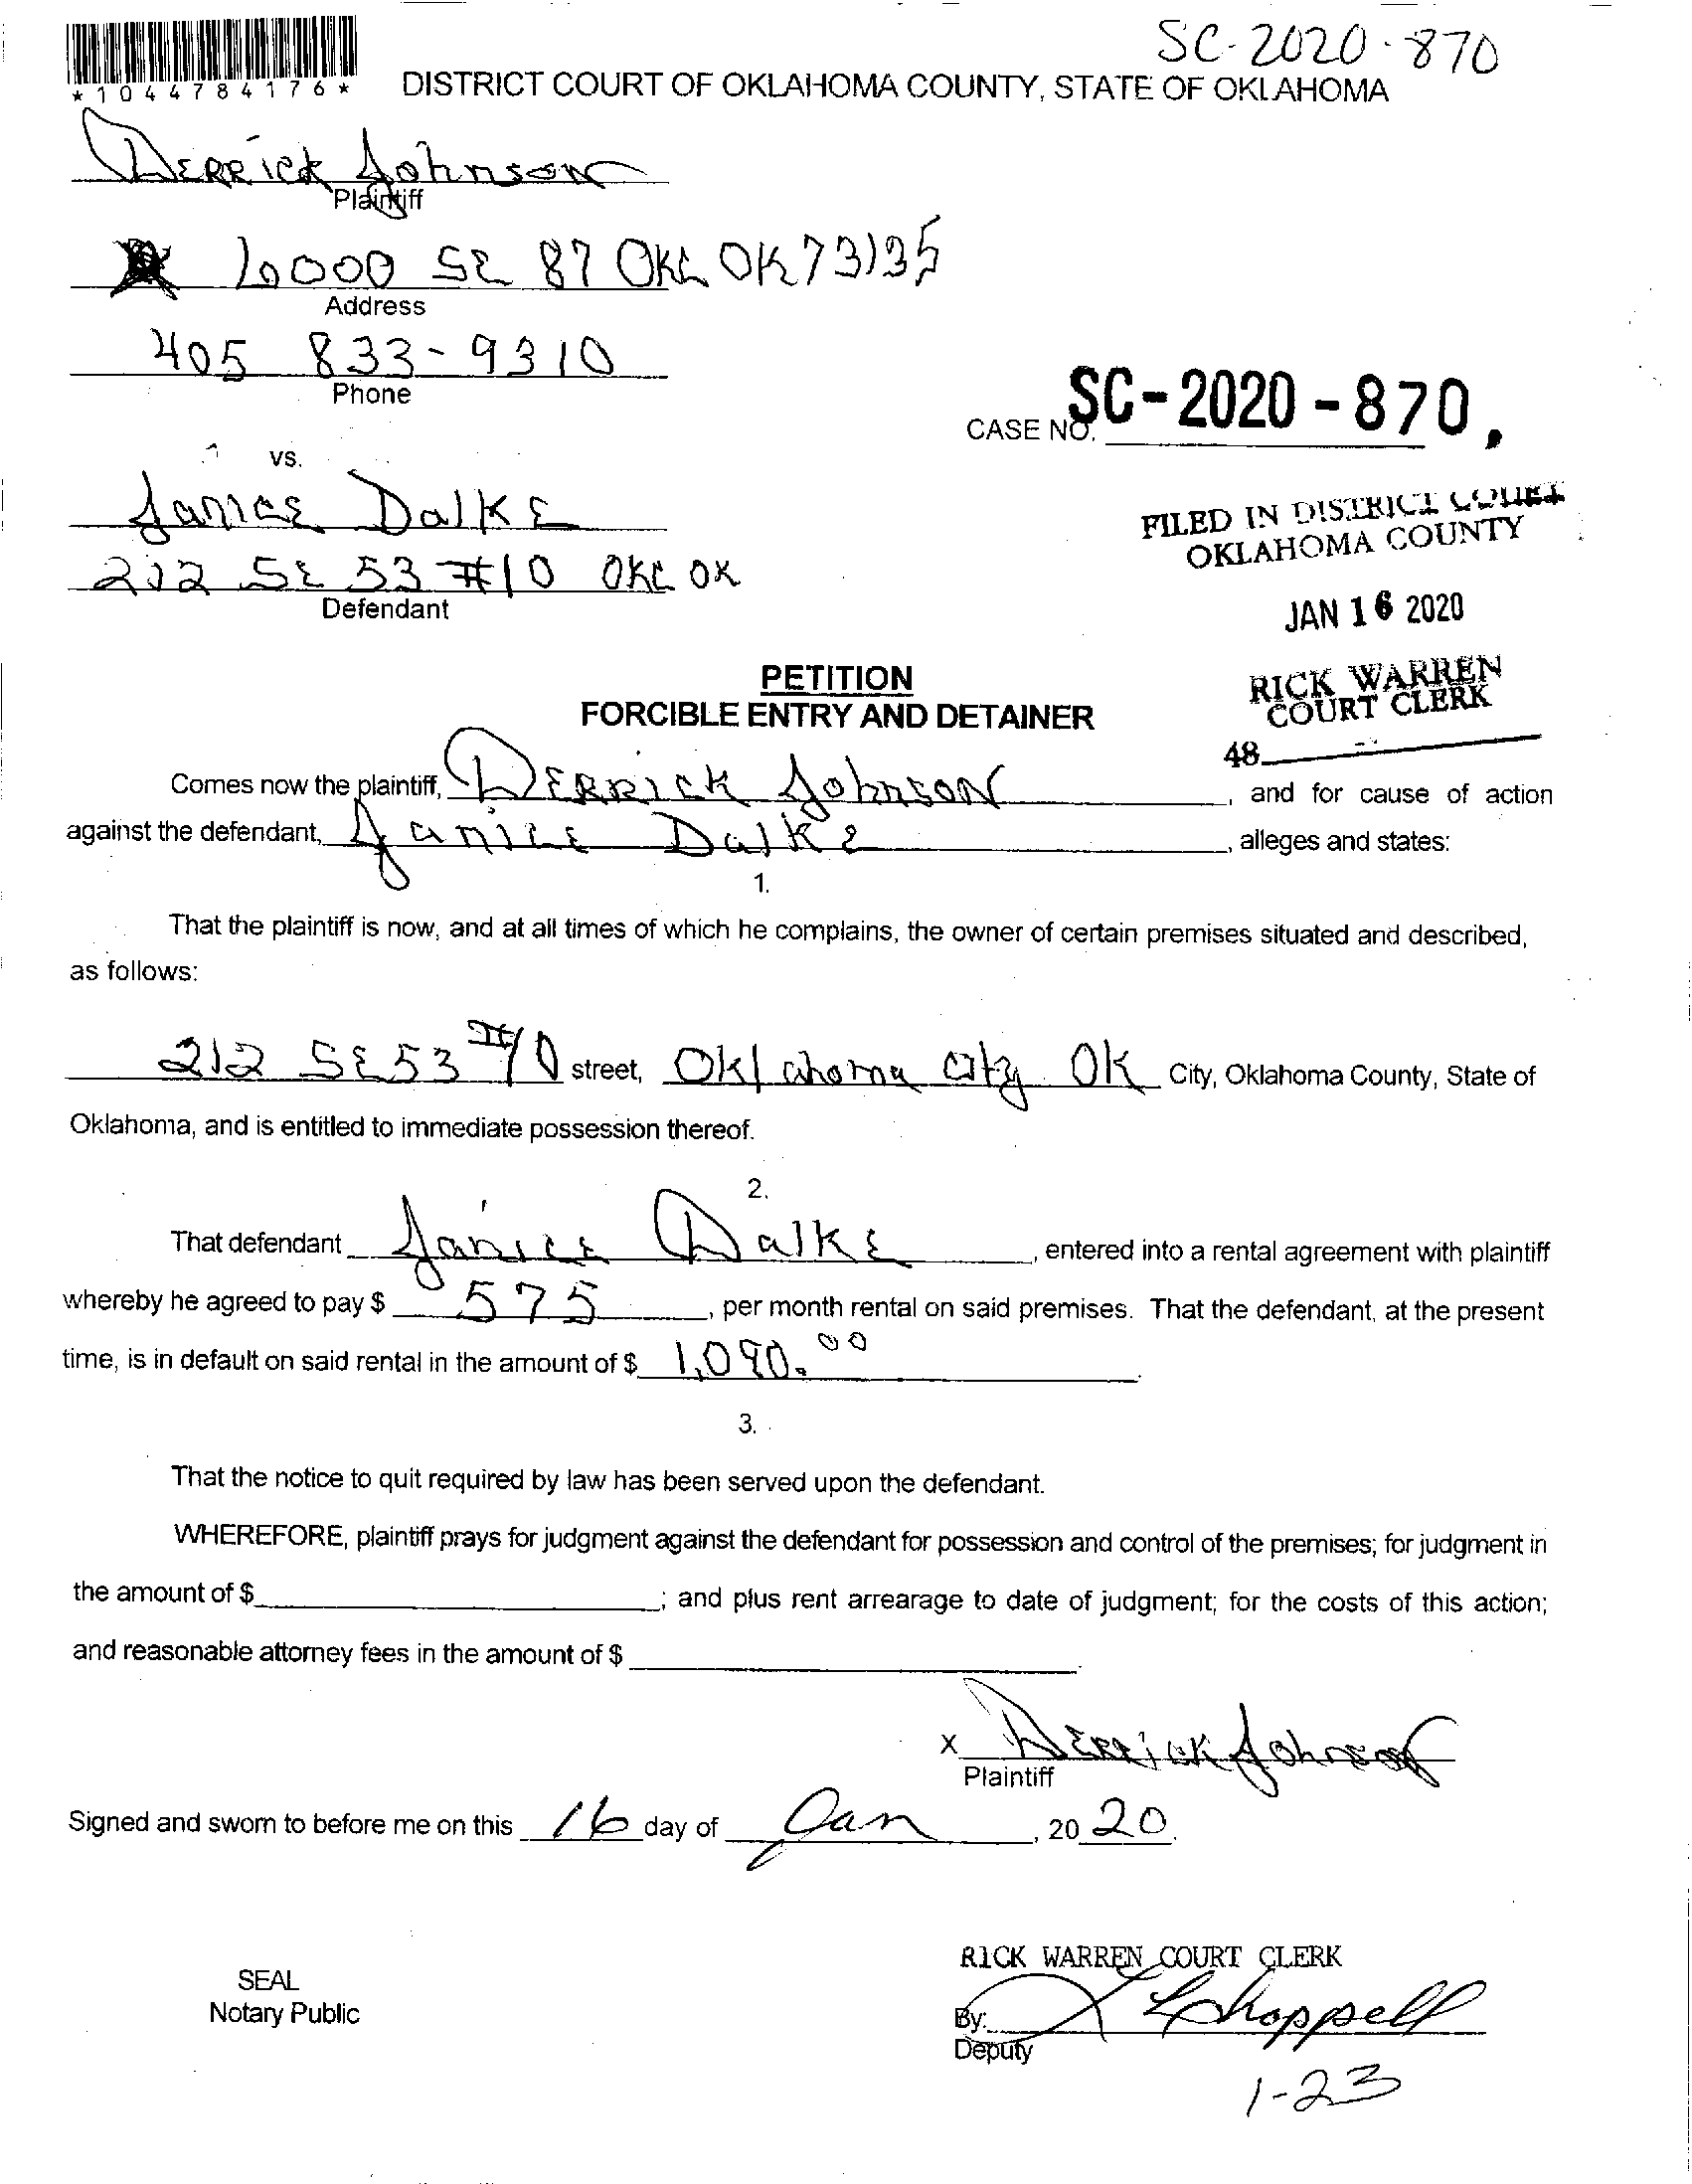 SC-2020-870
*1044784176*
DISTRICT COURT OF OKLAHOMA COUNTY, STATE OF OKLAHOMA
Derrick Johnson
Plaintiff
10000 SE 87 OKC OK 73135
Address
405 833-9310
Phone
CASE NO. SC-2020-870,
vs.
Janice Dalke
212 SE 53 #10 OKC OK
Defendant
FILED IN DISTRICT COURT
OKLAHOMA COUNTY
JAN 16 2020
RICK WARREN
COURT CLERK
48
PETITION
FORCIBLE ENTRY AND DETAINER
Comes now the plaintiff, Derrick Johnson, and for cause of action
against the defendant, Janice Dalke, alleges and states:
1.
That the plaintiff is now, and at all times of which he complains, the owner of certain premises situated and described,
as follows:
212 SE 53 #10 street, Oklahoma City OK City, Oklahoma County, State of
Oklahoma, and is entitled to immediate possession thereof.
2.
That defendant Janice Dalke, entered into a rental agreement with plaintiff
whereby he agreed to pay $ 575, per month rental on said premises. That the defendant, at the present
time, is in default on said rental in the amount of $ 1,090.00.
3.
That the notice to quit required by law has been served upon the defendant.
WHEREFORE, plaintiff prays for judgment against the defendant for possession and control of the premises; for judgment in
the amount of $ ; and plus rent arrearage to date of judgment; for the costs of this action;
and reasonable attorney fees in the amount of $ .
X Derrick Johnson
Plaintiff
Signed and sworn to before me on this 16 day of Jan, 2020.
RICK WARREN COURT CLERK
SEAL
Notary Public
By: Chappell
Deputy
1-23